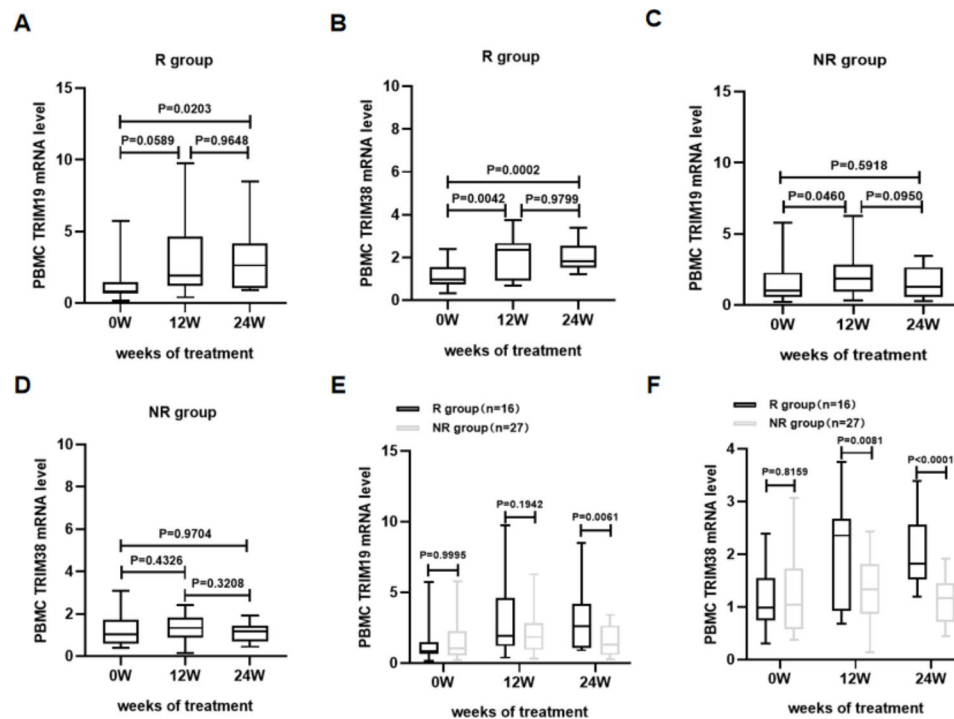 A
R group
PBMC TRIM19 mRNA level
15
10
5
0
P=0.0203
P=0.0589
P=0.9648
0W
12W
24W
weeks of treatment
B
R group
PBMC TRIM38 mRNA level
10
8
6
4
2
0
P=0.0002
P=0.0042
P=0.9799
0W
12W
24W
weeks of treatment
C
NR group
PBMC TRIM19 mRNA level
15
10
5
0
P=0.5918
P=0.0460
P=0.0950
0W
12W
24W
weeks of treatment
D
NR group
PBMC TRIM38 mRNA level
10
8
6
4
2
0
P=0.9704
P=0.4326
P=0.3208
0W
12W
24W
weeks of treatment
E
R group(n=16)
NR group(n=27)
PBMC TRIM19 mRNA level
15
10
5
0
P=0.9995
P=0.1942
P=0.0061
0W
12W
24W
weeks of treatment
F
R group(n=16)
NR group(n=27)
PBMC TRIM38 mRNA level
4
3
2
1
0
P=0.8159
P=0.0081
P<0.0001
0W
12W
24W
weeks of treatment